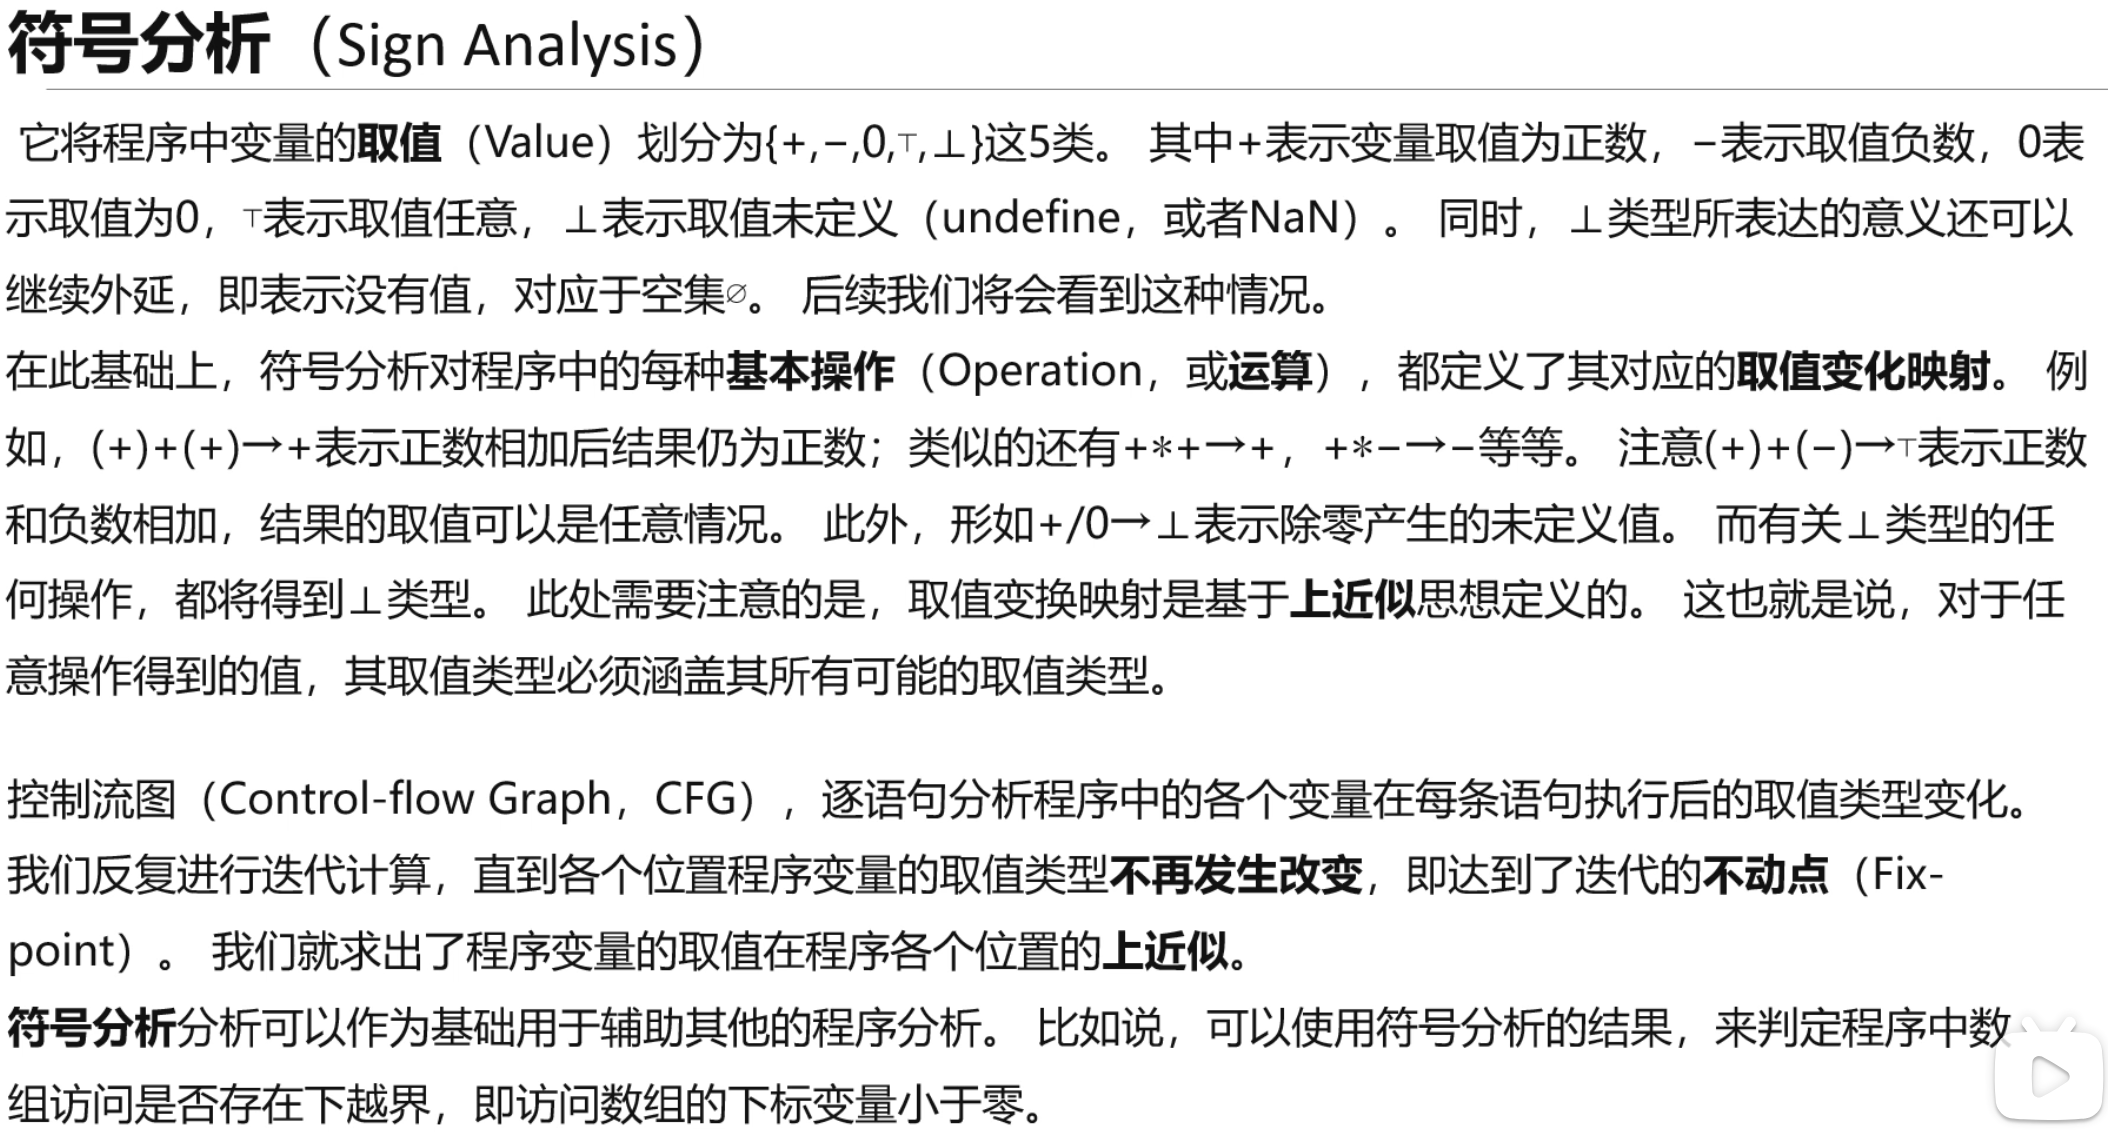 符号分析（Sign Analysis）
它将程序中变量的取值（Value）划分为{+,−,0,⊤,⊥}这5类。 其中+表示变量取值为正数，−表示取值负数，0表
示取值为0，⊤表示取值任意，⊥表示取值未定义（undefine，或者NaN）。 同时，⊥类型所表达的意义还可以
继续外延，即表示没有值，对应于空集∅。 后续我们将会看到这种情况。
在此基础上，符号分析对程序中的每种基本操作（Operation，或运算），都定义了其对应的取值变化映射。 例
如，(+)+(+)→+表示正数相加后结果仍为正数；类似的还有+∗+→+，+∗−→−等等。 注意(+)+(−)→⊤表示正数
和负数相加，结果的取值可以是任意情况。 此外，形如+/0→⊥表示除零产生的未定义值。 而有关⊥类型的任
何操作，都将得到⊥类型。 此处需要注意的是，取值变换映射是基于上近似思想定义的。 这也就是说，对于任
意操作得到的值，其取值类型必须涵盖其所有可能的取值类型。
控制流图（Control-flow Graph，CFG），逐语句分析程序中的各个变量在每条语句执行后的取值类型变化。
我们反复进行迭代计算，直到各个位置程序变量的取值类型不再发生改变，即达到了迭代的不动点（Fix-
point）。 我们就求出了程序变量的取值在程序各个位置的上近似。
符号分析分析可以作为基础用于辅助其他的程序分析。 比如说，可以使用符号分析的结果，来判定程序中数
组访问是否存在下越界，即访问数组的下标变量小于零。